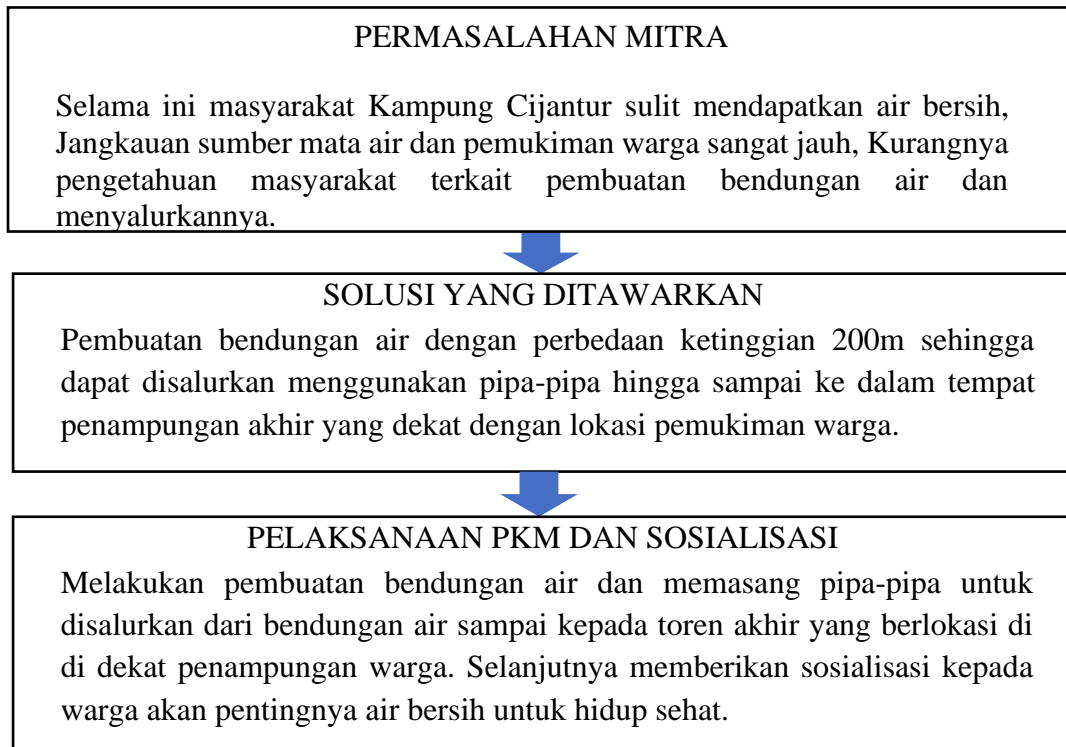 PERMASALAHAN MITRA
Selama ini masyarakat Kampung Cijantur sulit mendapatkan air bersih,
Jangkauan sumber mata air dan pemukiman warga sangat jauh, Kurangnya
pengetahuan masyarakat terkait pembuatan bendungan air dan
menyalurkannya.
SOLUSI YANG DITAWARKAN
Pembuatan bendungan air dengan perbedaan ketinggian 200m sehingga
dapat disalurkan menggunakan pipa-pipa hingga sampai ke dalam tempat
penampungan akhir yang dekat dengan lokasi pemukiman warga.
PELAKSANAAN PKM DAN SOSIALISASI
Melakukan pembuatan bendungan air dan memasang pipa-pipa untuk
disalurkan dari bendungan air sampai kepada toren akhir yang berlokasi di
di dekat penampungan warga. Selanjutnya memberikan sosialisasi kepada
warga akan pentingnya air bersih untuk hidup sehat.